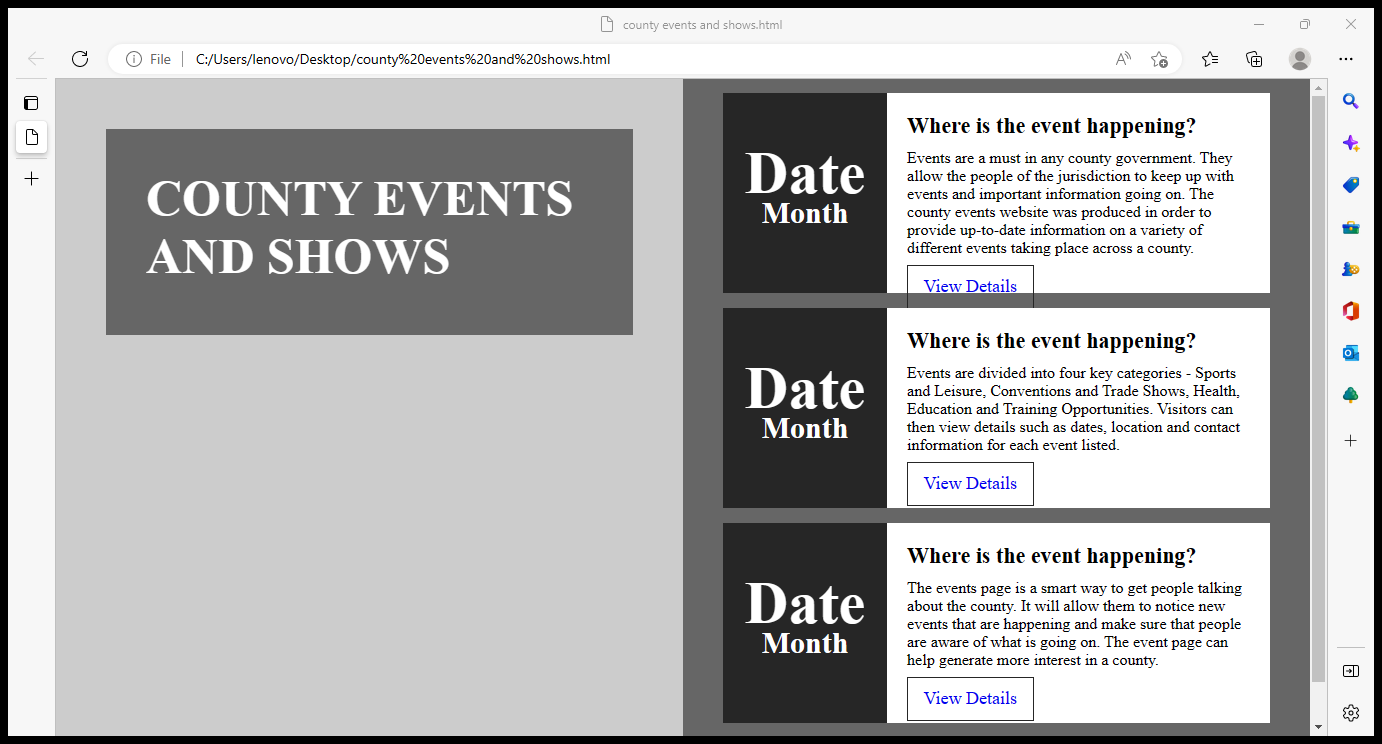 county events and shows.html
File
C:/Users/lenovo/Desktop/county%20events%20and%20shows.html
COUNTY EVENTS
AND SHOWS
Date
Month
Where is the event happening?
Events are a must in any county government. They
allow the people of the jurisdiction to keep up with
events and important information going on. The
county events website was produced in order to
provide up-to-date information on a variety of
different events taking place across a county.
View Details
Date
Month
Where is the event happening?
Events are divided into four key categories - Sports
and Leisure, Conventions and Trade Shows, Health,
Education and Training Opportunities. Visitors can
then view details such as dates, location and contact
information for each event listed.
View Details
Date
Month
Where is the event happening?
The events page is a smart way to get people talking
about the county. It will allow them to notice new
events that are happening and make sure that people
are aware of what is going on. The event page can
help generate more interest in a county.
View Details